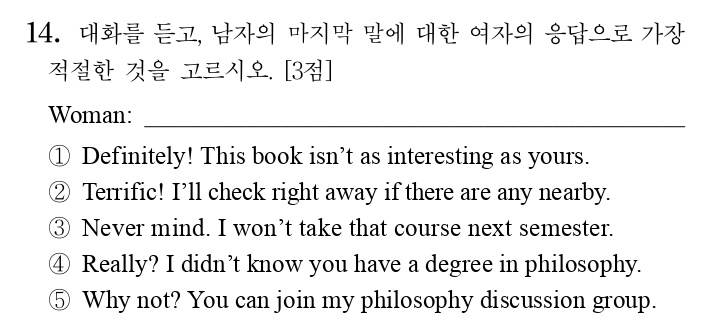 14. 대화를 듣고, 남자의 마지막 말에 대한 여자의 응답으로 가장
적절한 것을 고르시오. [3점]
Woman: ____________________
① Definitely! This book isn’t as interesting as yours.
② Terrific! I’ll check right away if there are any nearby.
③ Never mind. I won’t take that course next semester.
④ Really? I didn’t know you have a degree in philosophy.
⑤ Why not? You can join my philosophy discussion group.